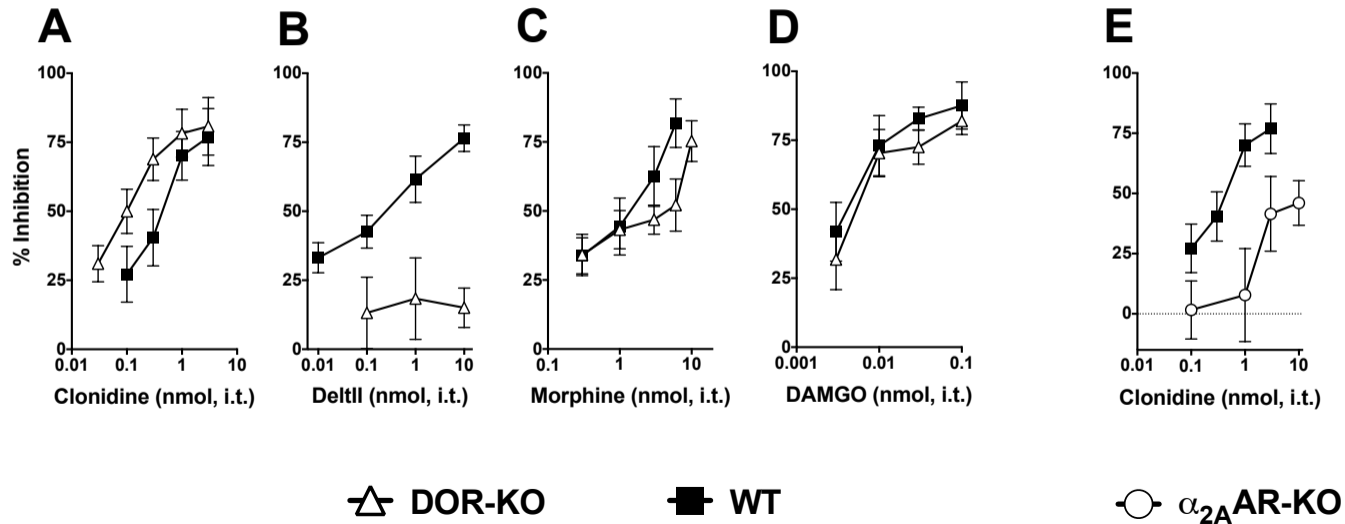 A
B
C
D
E
% Inhibition
100
75
50
25
0
0.01 0.1 1 10
Clonidine (nmol, i.t.)
100
75
50
25
0
0.01 0.1 1 10
DeltII (nmol, i.t.)
100
75
50
25
0
1 10
Morphine (nmol, i.t.)
100
75
50
25
0
0.001 0.01 0.1
DAMGO (nmol, i.t.)
100
75
50
25
0
0.01 0.1 1 10
Clonidine (nmol, i.t.)
DOR-KO
WT
α2AAR-KO